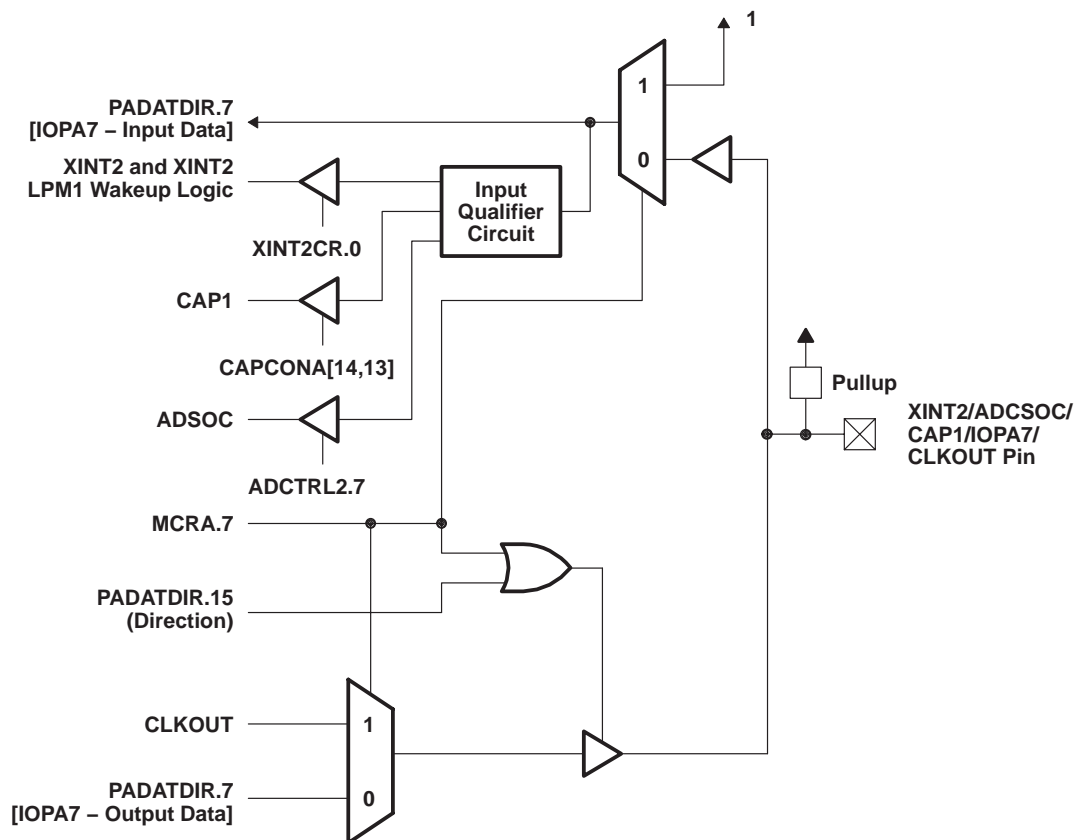 1
1
0
PADATDIR.7
[IOPA7 – Input Data]
XINT2 and XINT2
LPM1 Wakeup Logic
XINT2CR.0
Input
Qualifier
Circuit
CAP1
CAPCONA[14,13]
ADSOC
ADCTRL2.7
Pullup
XINT2/ADCSOC/
CAP1/IOPA7/
CLKOUT Pin
MCRA.7
PADATDIR.15
(Direction)
CLKOUT
1
PADATDIR.7
[IOPA7 – Output Data]
0